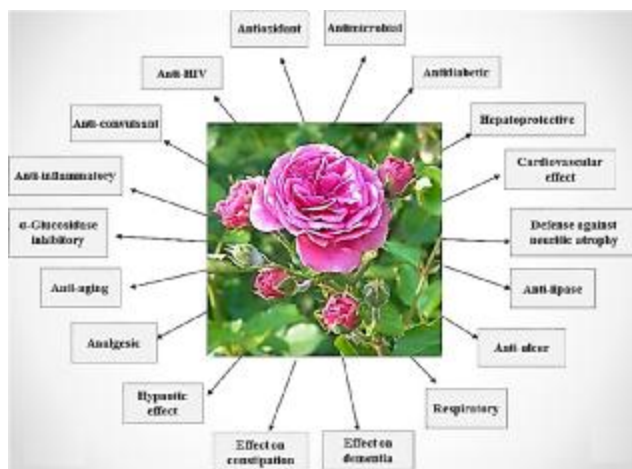 Antioxidant
Antimicrobial
Anti-HIV
Antidiabetic
Anti-convulsant
Hepatoprotective
Anti-inflammatory
Cardiovascular
effect
α-Glucosidase
inhibitory
Defense against
neuritic atrophy
Anti-aging
Anti-lipase
Analgesic
Anti-ulcer
Hypnotic
effect
Respiratory
Effect on
constipation
Effect on
dementia